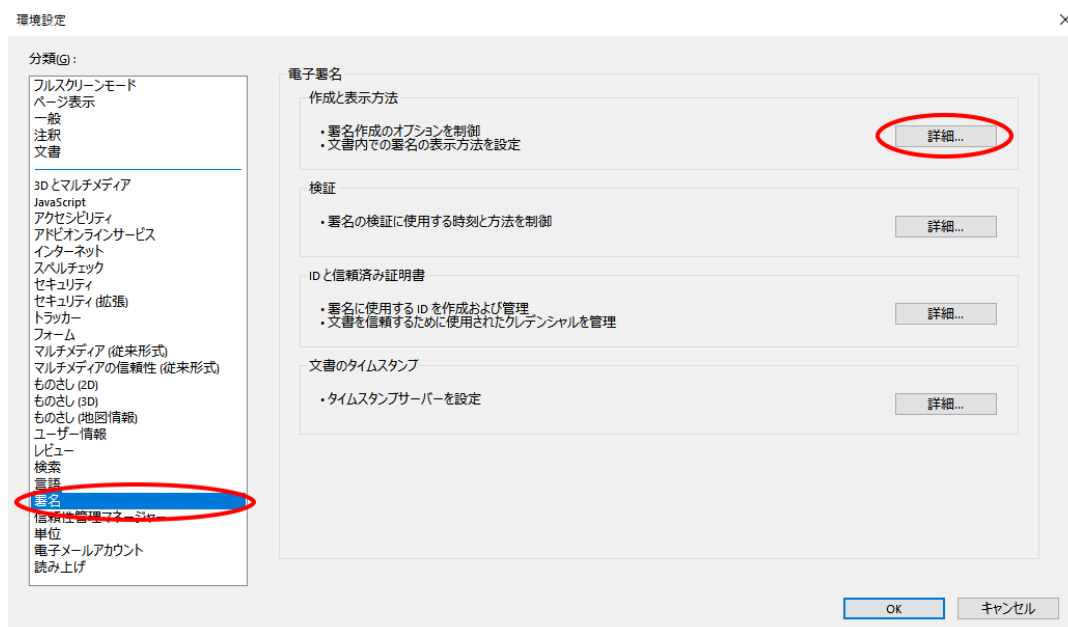 環境設定
分類(G):
フルスクリーンモード
ページ表示
一般
注釈
文書
3D とマルチメディア
JavaScript
アクセシビリティ
アドビオンラインサービス
インターネット
スペルチェック
セキュリティ
セキュリティ (拡張)
トラッカー
フォーム
マルチメディア (従来形式)
マルチメディアの信頼性 (従来形式)
ものさし (2D)
ものさし (3D)
ものさし (地図情報)
ユーザー情報
レビュー
検索
言語
署名
信頼性管理マネージャー
単位
電子メールアカウント
読み上げ
電子署名
作成と表示方法
・署名作成のオプションを制御
・文書内での署名の表示方法を設定
詳細...
検証
・署名の検証に使用する時刻と方法を制御
詳細...
ID と信頼済み証明書
・署名に使用する ID を作成および管理
・文書を信頼するために使用されたクレデンシャルを管理
詳細...
文書のタイムスタンプ
・タイムスタンプサーバーを設定
詳細...
OK
キャンセル